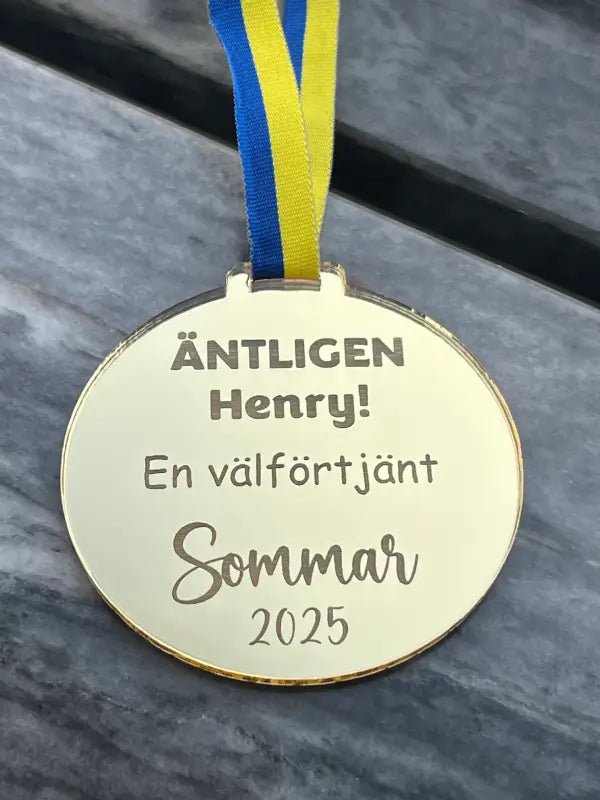 ÄNTLIGEN
Henry!
En välförtjänt
Sommar
2025